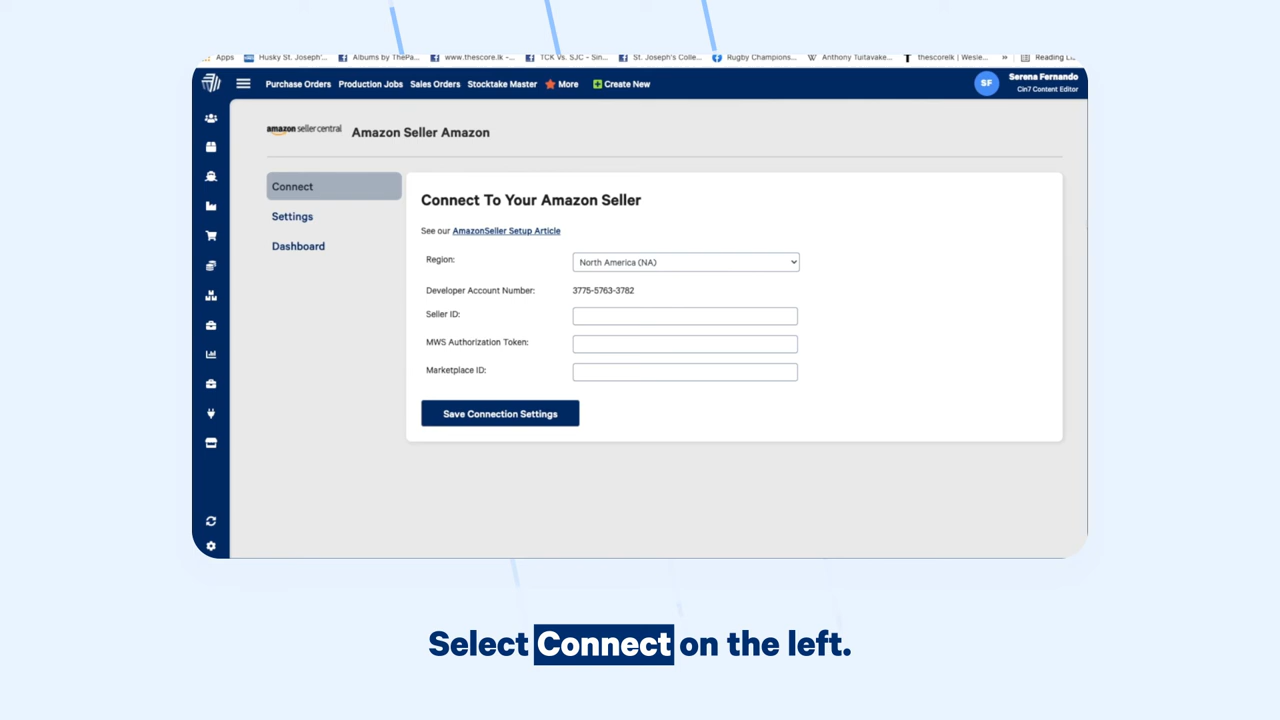 Apps Husky St. Joseph'... Albums by ThePa... www.thescore.lk –... TCK Vs. SJC – Sin... St. Joseph's Colle... Rugby Champions... Anthony Tuitavake... thescorelk | Wesle... » Reading Li
Purchase Orders Production Jobs Sales Orders Stocktake Master More Create New SF Serena Fernando
Cin7 Content Editor
amazon seller central Amazon Seller Amazon
Connect
Settings
Dashboard
Connect To Your Amazon Seller
See our AmazonSeller Setup Article
Region: North America (NA)
Developer Account Number: 3775-5763-3782
Seller ID:
MWS Authorization Token:
Marketplace ID:
Save Connection Settings
Select Connect on the left.